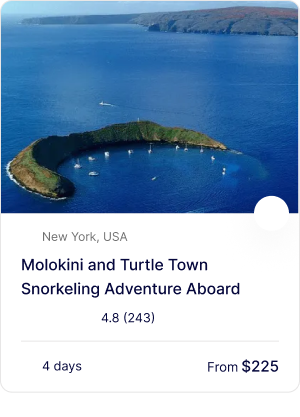 New York, USA
Molokini and Turtle Town
Snorkeling Adventure Aboard
4.8 (243)
4 days
From $225